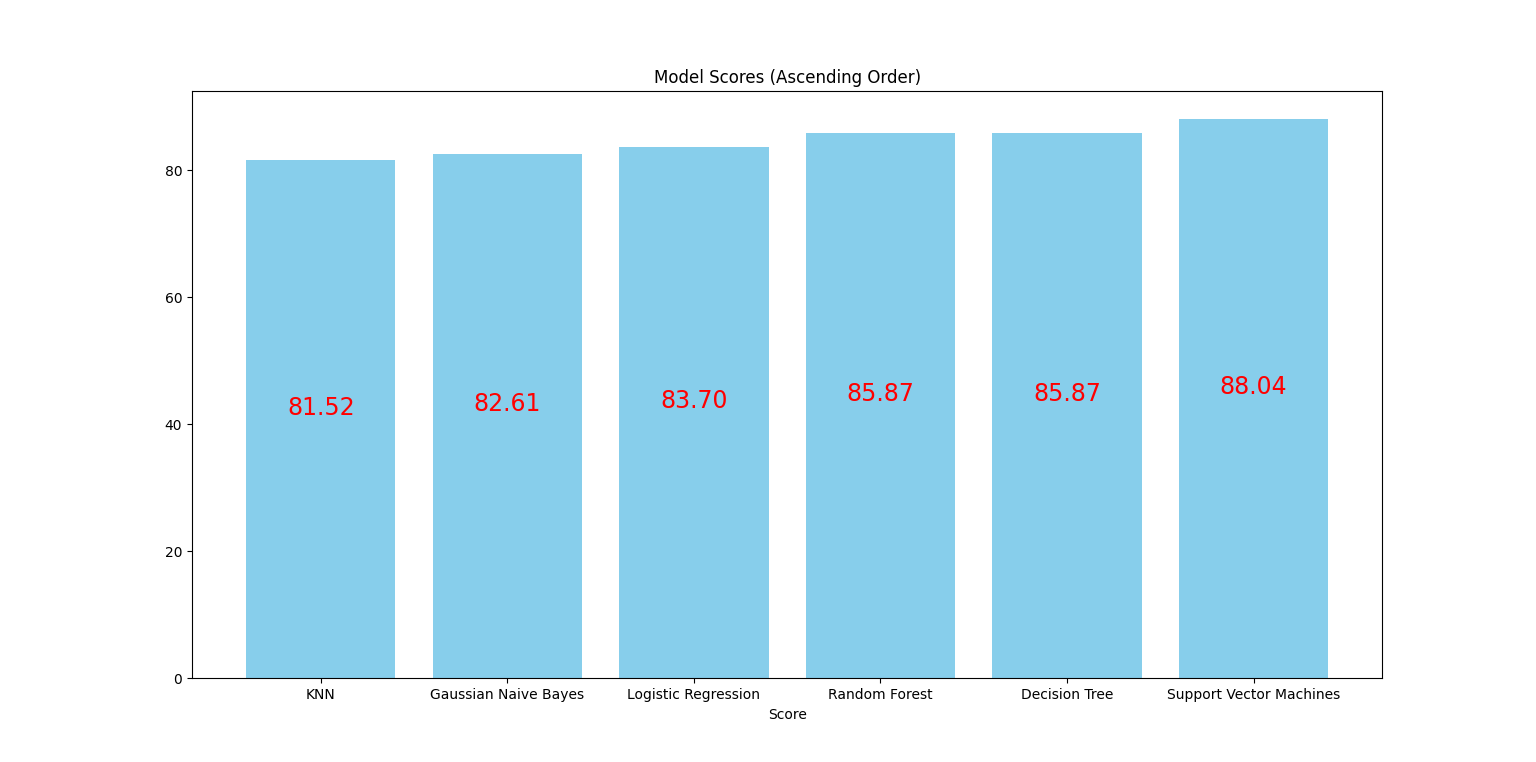 Model Scores (Ascending Order)
80
60
40
20
0
81.52
82.61
83.70
85.87
85.87
88.04
KNN
Gaussian Naive Bayes
Logistic Regression
Random Forest
Decision Tree
Support Vector Machines
Score